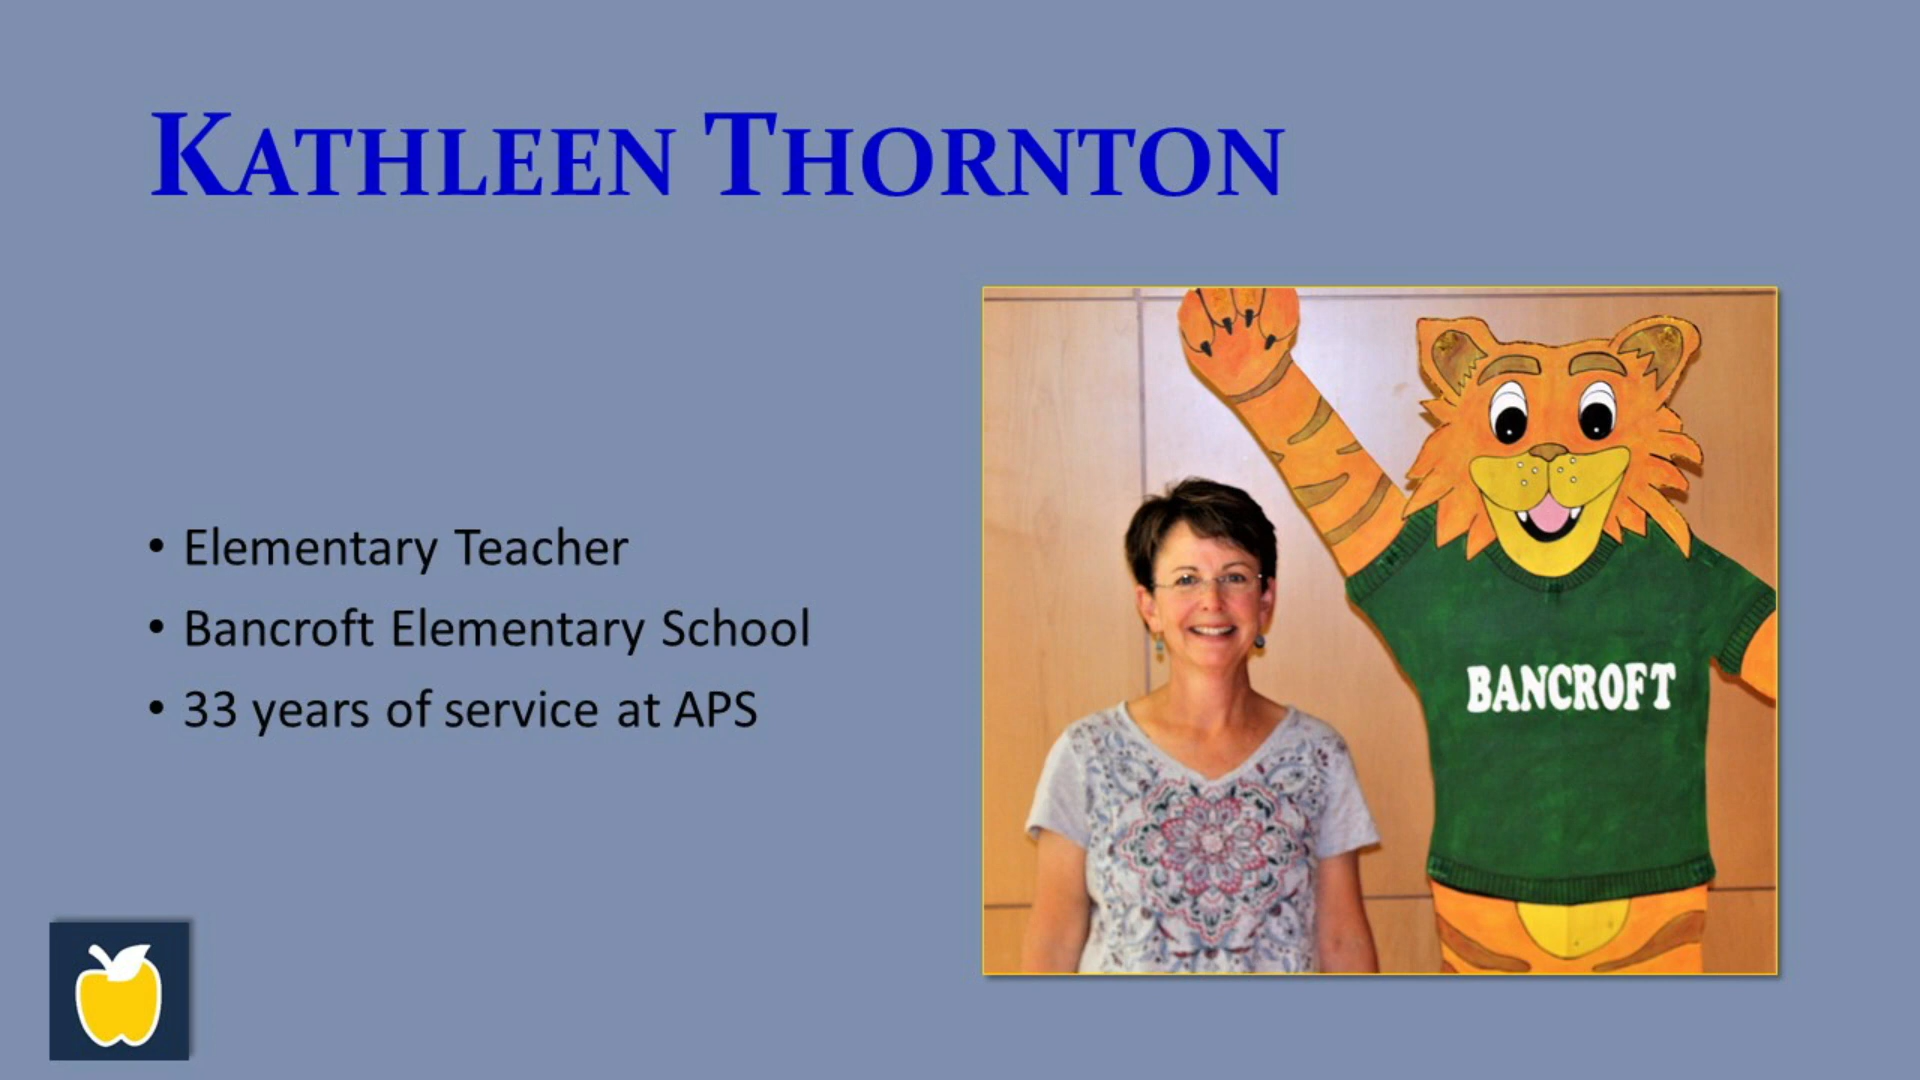 KATHLEEN THORNTON
• Elementary Teacher
• Bancroft Elementary School
• 33 years of service at APS
BANCROFT